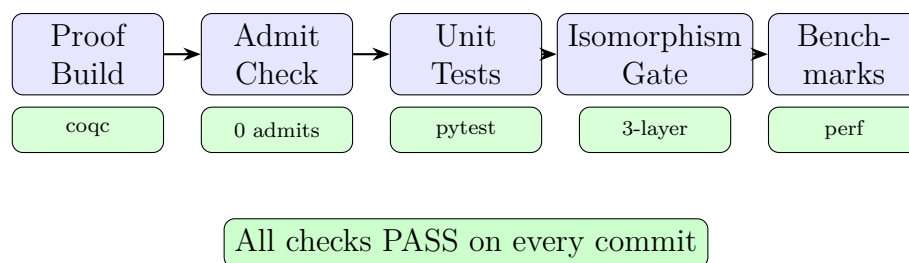 Proof
Build
Admit
Check
Unit
Tests
Isomorphism
Gate
Bench-
marks
coqc
0 admits
pytest
3-layer
perf
All checks PASS on every commit